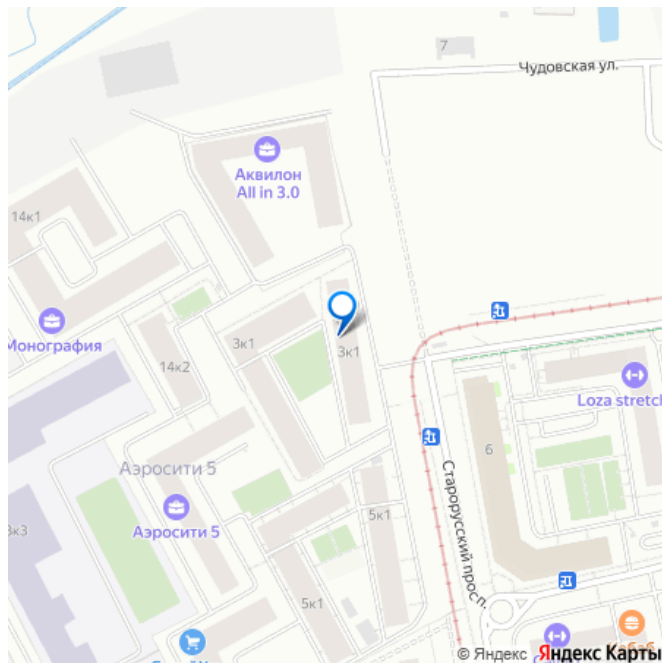 7
Чудовская ул.
Аквилон
All in 3.0
14к1
Монография
3к1
3к1
14к2
Loza stretch
Аэросити 5
6
Старорусский просп.
Аэросити 5
5к1
5к1
© Яндекс Яндекс Карты